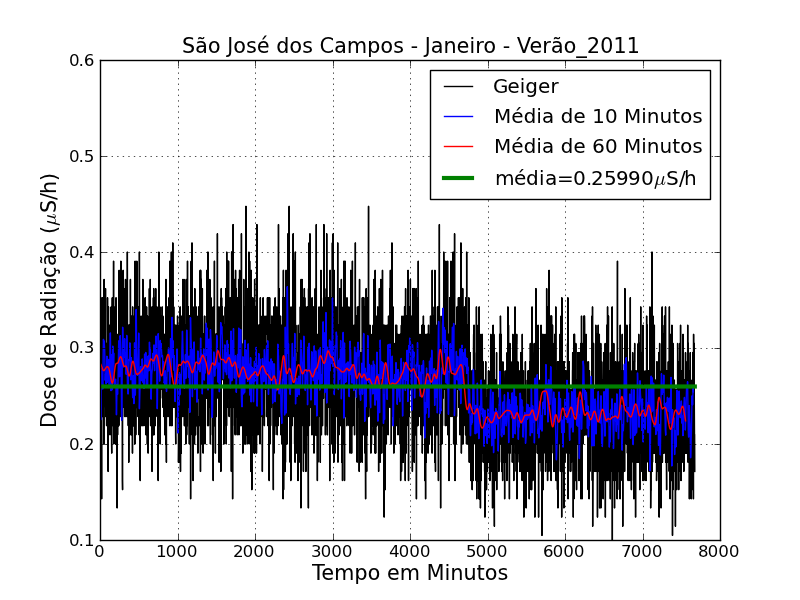 São José dos Campos - Janeiro - Verão_2011
0.6
0.5
0.4
0.3
0.2
0.1
Dose de Radiação (μS/h)
Geiger
Média de 10 Minutos
Média de 60 Minutos
média=0.25990μS/h
0 1000 2000 3000 4000 5000 6000 7000 8000
Tempo em Minutos